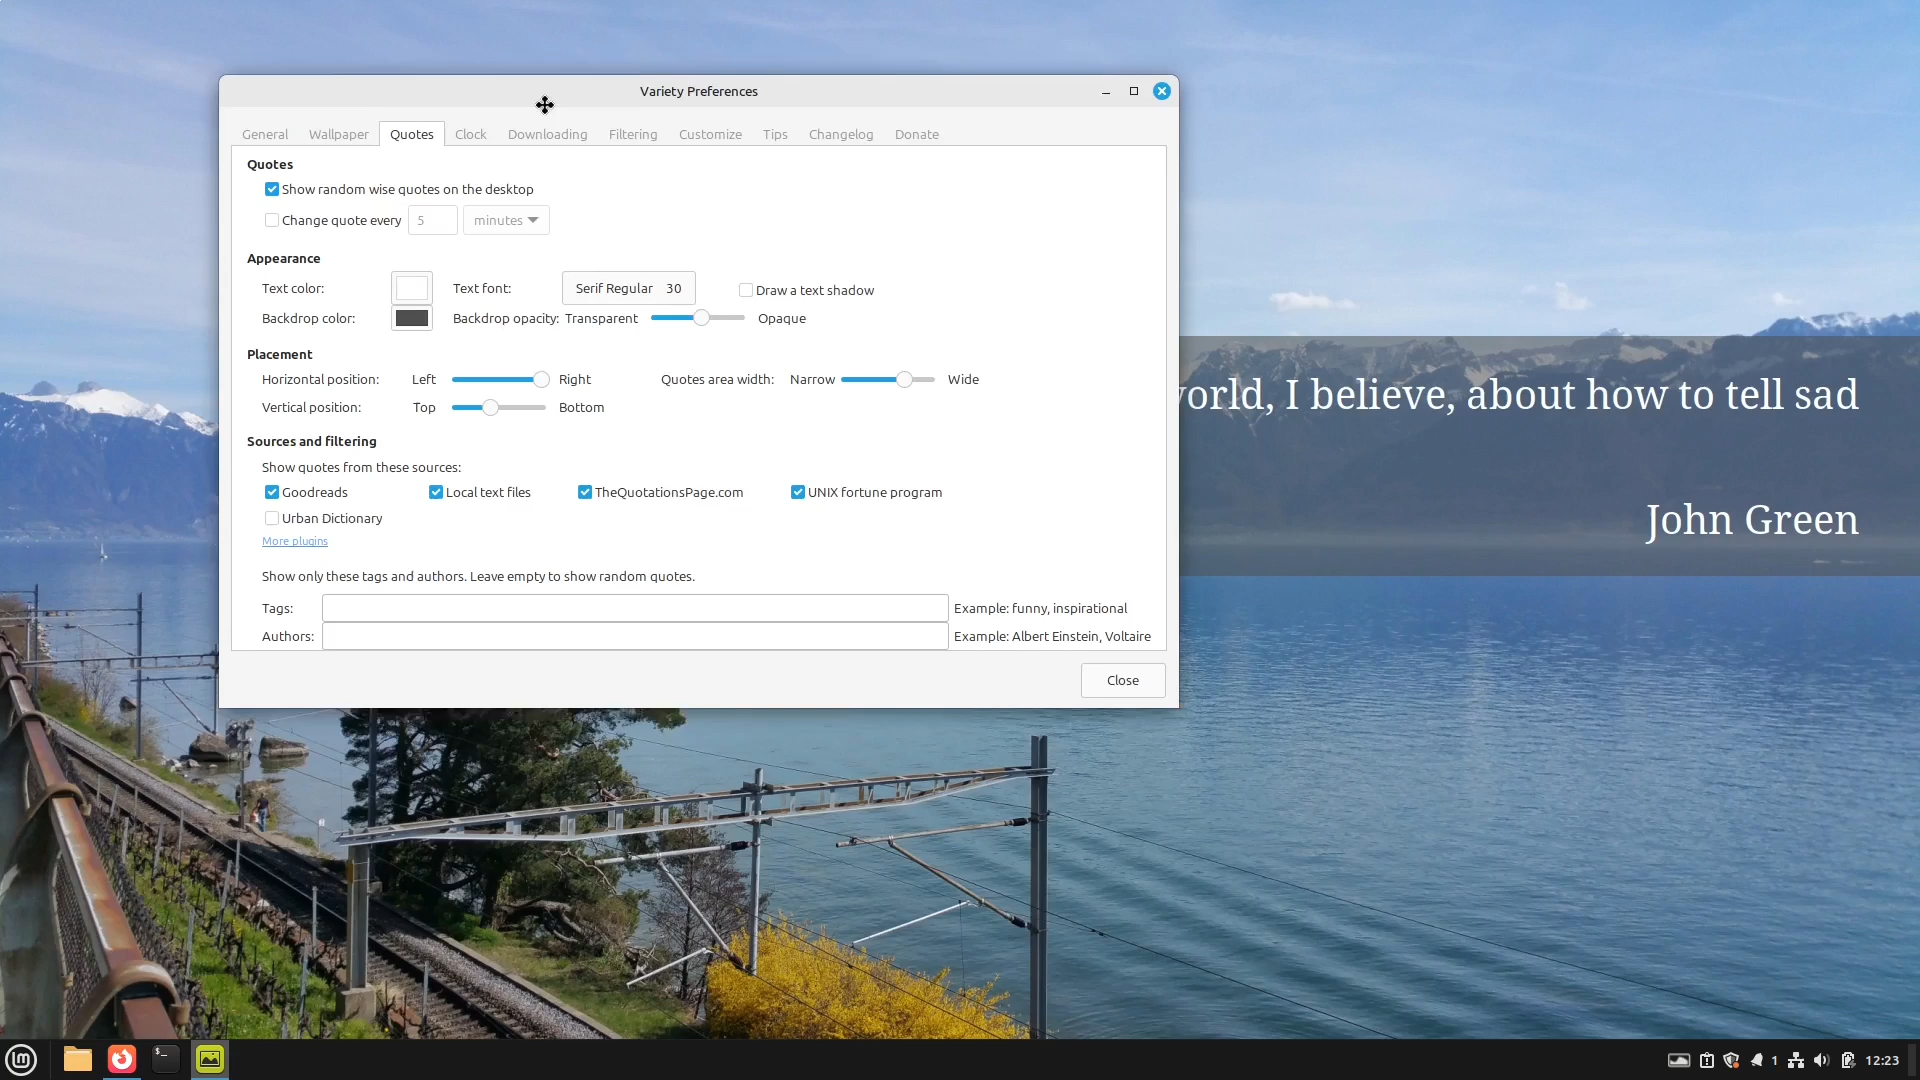 Variety Preferences
General Wallpaper Quotes Clock Downloading Filtering Customize Tips Changelog Donate
Quotes
Show random wise quotes on the desktop
Change quote every 5 minutes
Appearance
Text color: Text font: Serif Regular 30 Draw a text shadow
Backdrop color: Backdrop opacity: Transparent Opaque
Placement
Horizontal position: Left Right Quotes area width: Narrow Wide
Vertical position: Top Bottom
Sources and filtering
Show quotes from these sources:
Goodreads Local text files TheQuotationsPage.com UNIX fortune program
Urban Dictionary
More plugins
Show only these tags and authors. Leave empty to show random quotes.
Tags: Example: funny, inspirational
Authors: Example: Albert Einstein, Voltaire
Close
world, I believe, about how to tell sad
John Green
1 12:23